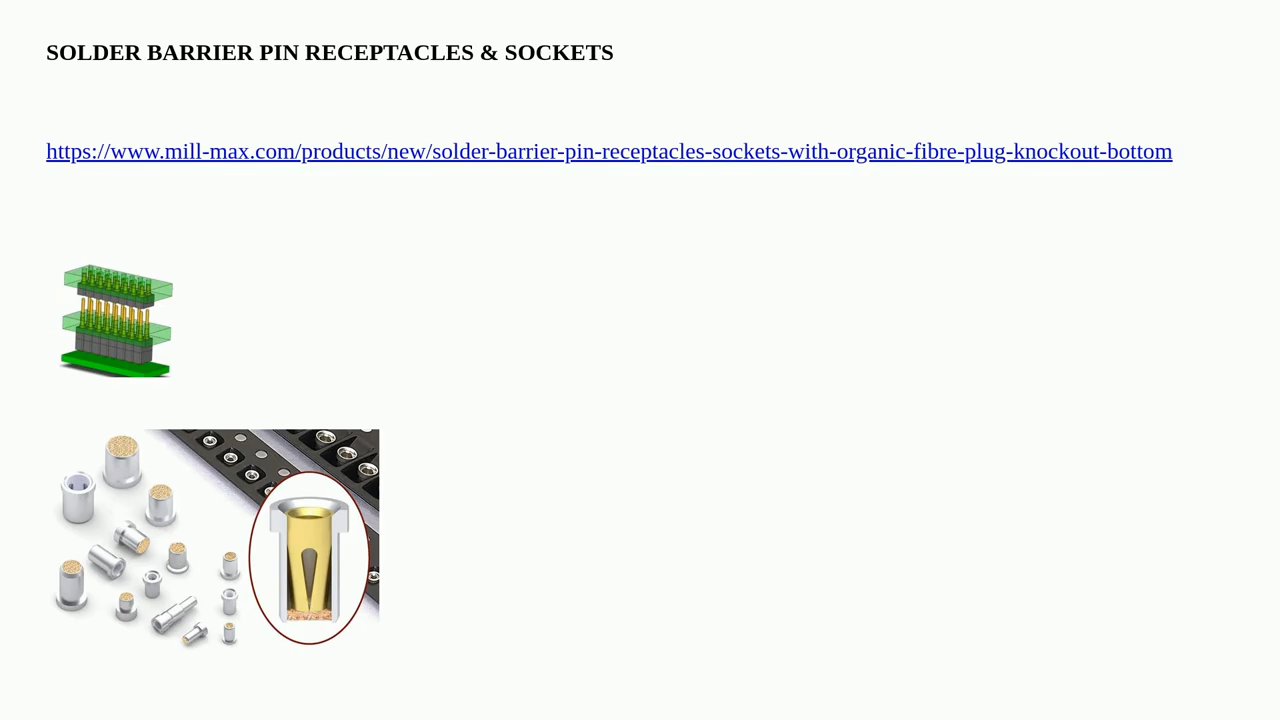 SOLDER BARRIER PIN RECEPTACLES & SOCKETS
https://www.mill-max.com/products/new/solder-barrier-pin-receptacles-sockets-with-organic-fibre-plug-knockout-bottom